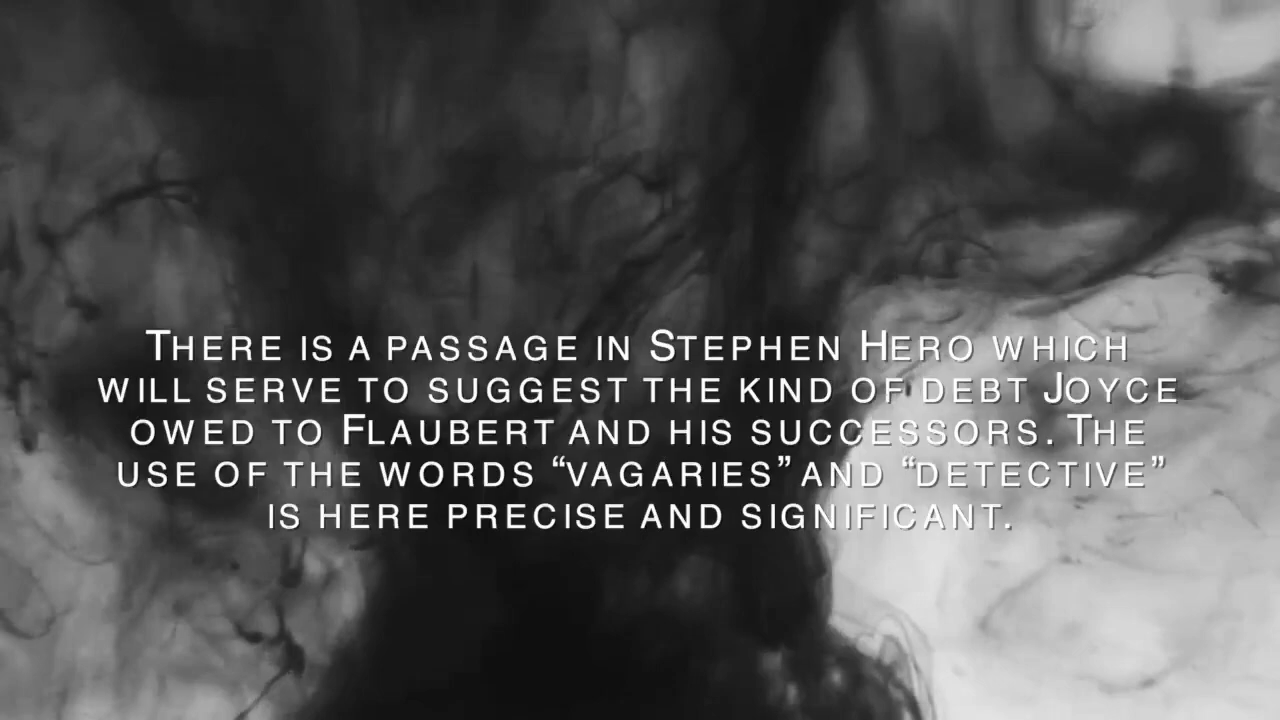 There is a passage in Stephen Hero which
will serve to suggest the kind of debt Joyce
owed to Flaubert and his successors. The
use of the words “vagaries” and “detective”
is here precise and significant.